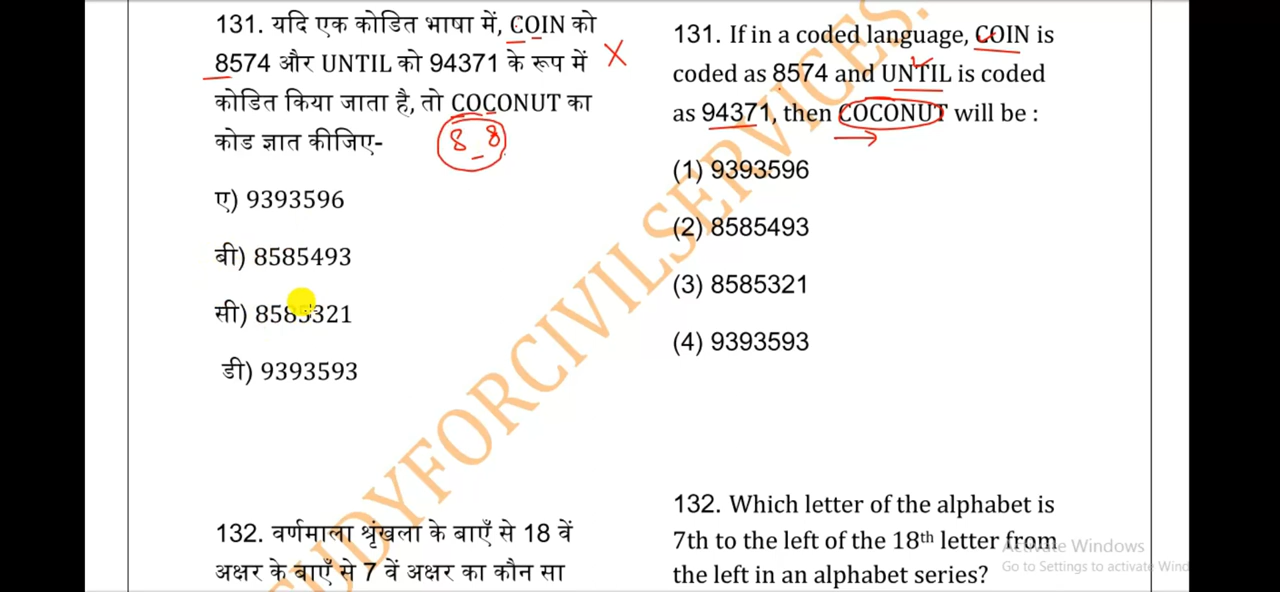 131. यदि एक कोडित भाषा में, COIN को
8574 और UNTIL को 94371 के रूप में
कोडित किया जाता है, तो COCONUT का
कोड ज्ञात कीजिए-
8_8
ए) 9393596
बी) 8585493
सी) 8585321
डी) 9393593
132. वर्णमाला श्रृंखला के बाएँ से 18 वें
अक्षर के बाएँ से 7 वें अक्षर का कौन सा
131. If in a coded language, COIN is
coded as 8574 and UNTIL is coded
as 94371, then COCONUT will be :
(1) 9393596
(2) 8585493
(3) 8585321
(4) 9393593
132. Which letter of the alphabet is
7th to the left of the 18th letter from
the left in an alphabet series?
STUDYFORCIVILSERVICES.
Activate Windows
Go to Settings to activate Wind